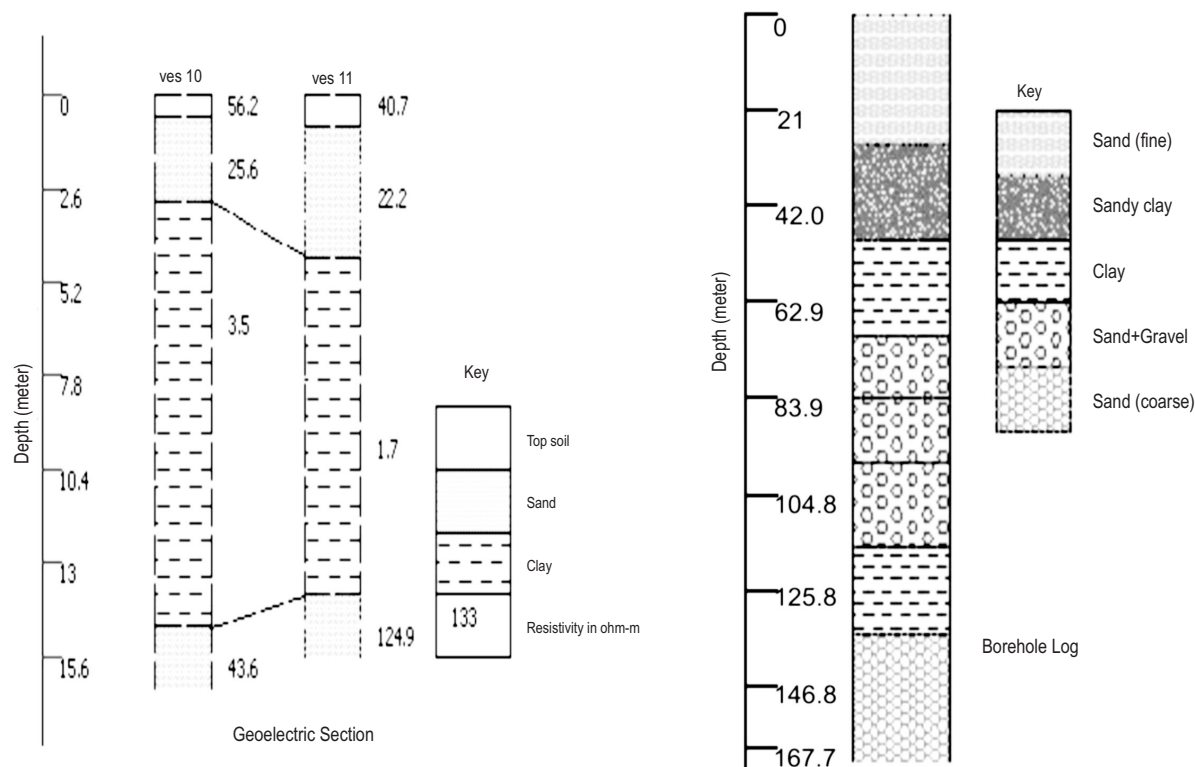 ves 10
ves 11
0
56.2
40.7
25.6
2.6
22.2
5.2
3.5
7.8
10.4
1.7
13
15.6
43.6
124.9
Depth (meter)
Key
Top soil
Sand
Clay
133
Resistivity in ohm-m
Geoelectric Section
0
21
42.0
62.9
83.9
104.8
125.8
146.8
167.7
Depth (meter)
Key
Sand (fine)
Sandy clay
Clay
Sand+Gravel
Sand (coarse)
Borehole Log